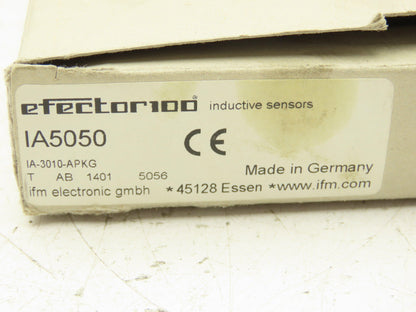 efector100® inductive sensors
IA5050
CE
IA-3010-APKG
T AB 1401 5056
Made in Germany
ifm electronic gmbh *45128 Essen *www.ifm.com